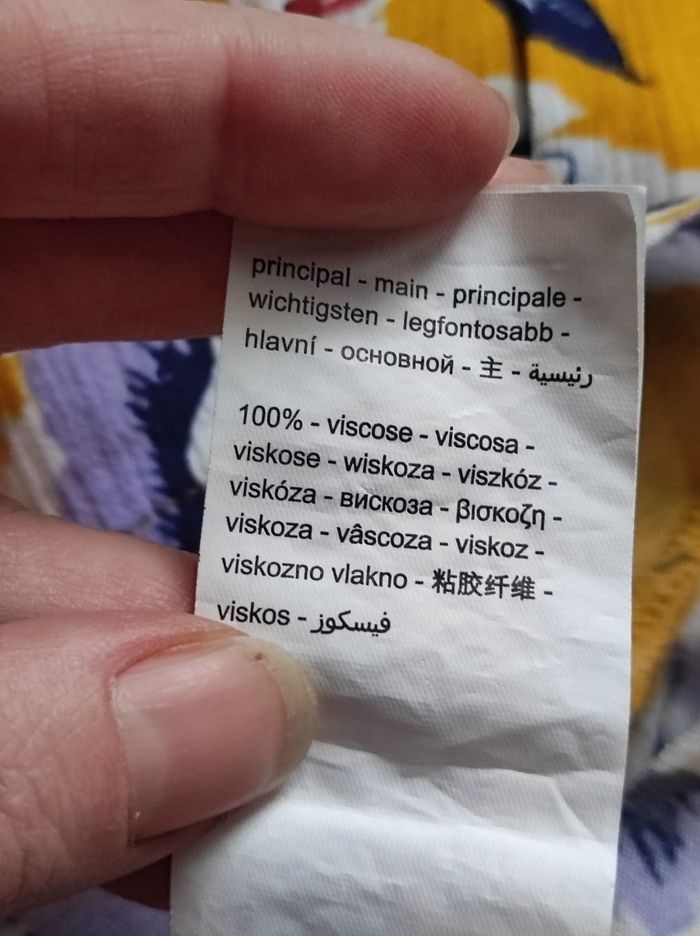 principal - main - principale -
wichtigsten - legfontosabb -
hlavní - основной - 主 - رئيسية
100% - viscose - viscosa -
viskose - wiskoza - viszkóz -
viskóza - вискоза - βισκοζη -
viskoza - vâscoza - viskoz -
viskozno vlakno - 粘胶纤维 -
viskos - فيسكوز